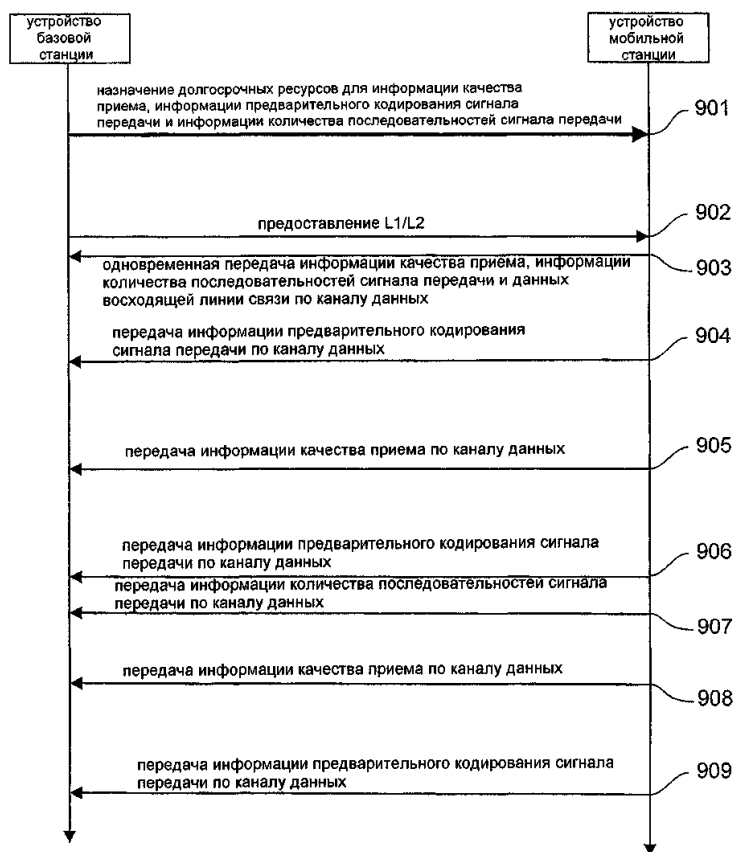 устройство
базовой
станции
устройство
мобильной
станции
назначение долгосрочных ресурсов для информации качества
приема, информации предварительного кодирования сигнала
передачи и информации количества последовательностей сигнала передачи
901
предоставление L1/L2
902
одновременная передача информации качества приема, информации
количества последовательностей сигнала передачи и данных
восходящей линии связи по каналу данных
903
передача информации предварительного кодирования
сигнала передачи по каналу данных
904
передача информации качества приема по каналу данных
905
передача информации предварительного кодирования сигнала
передачи по каналу данных
906
передача информации количества последовательностей сигнала
передачи по каналу данных
907
передача информации качества приема по каналу данных
908
передача информации предварительного кодирования сигнала
передачи по каналу данных
909